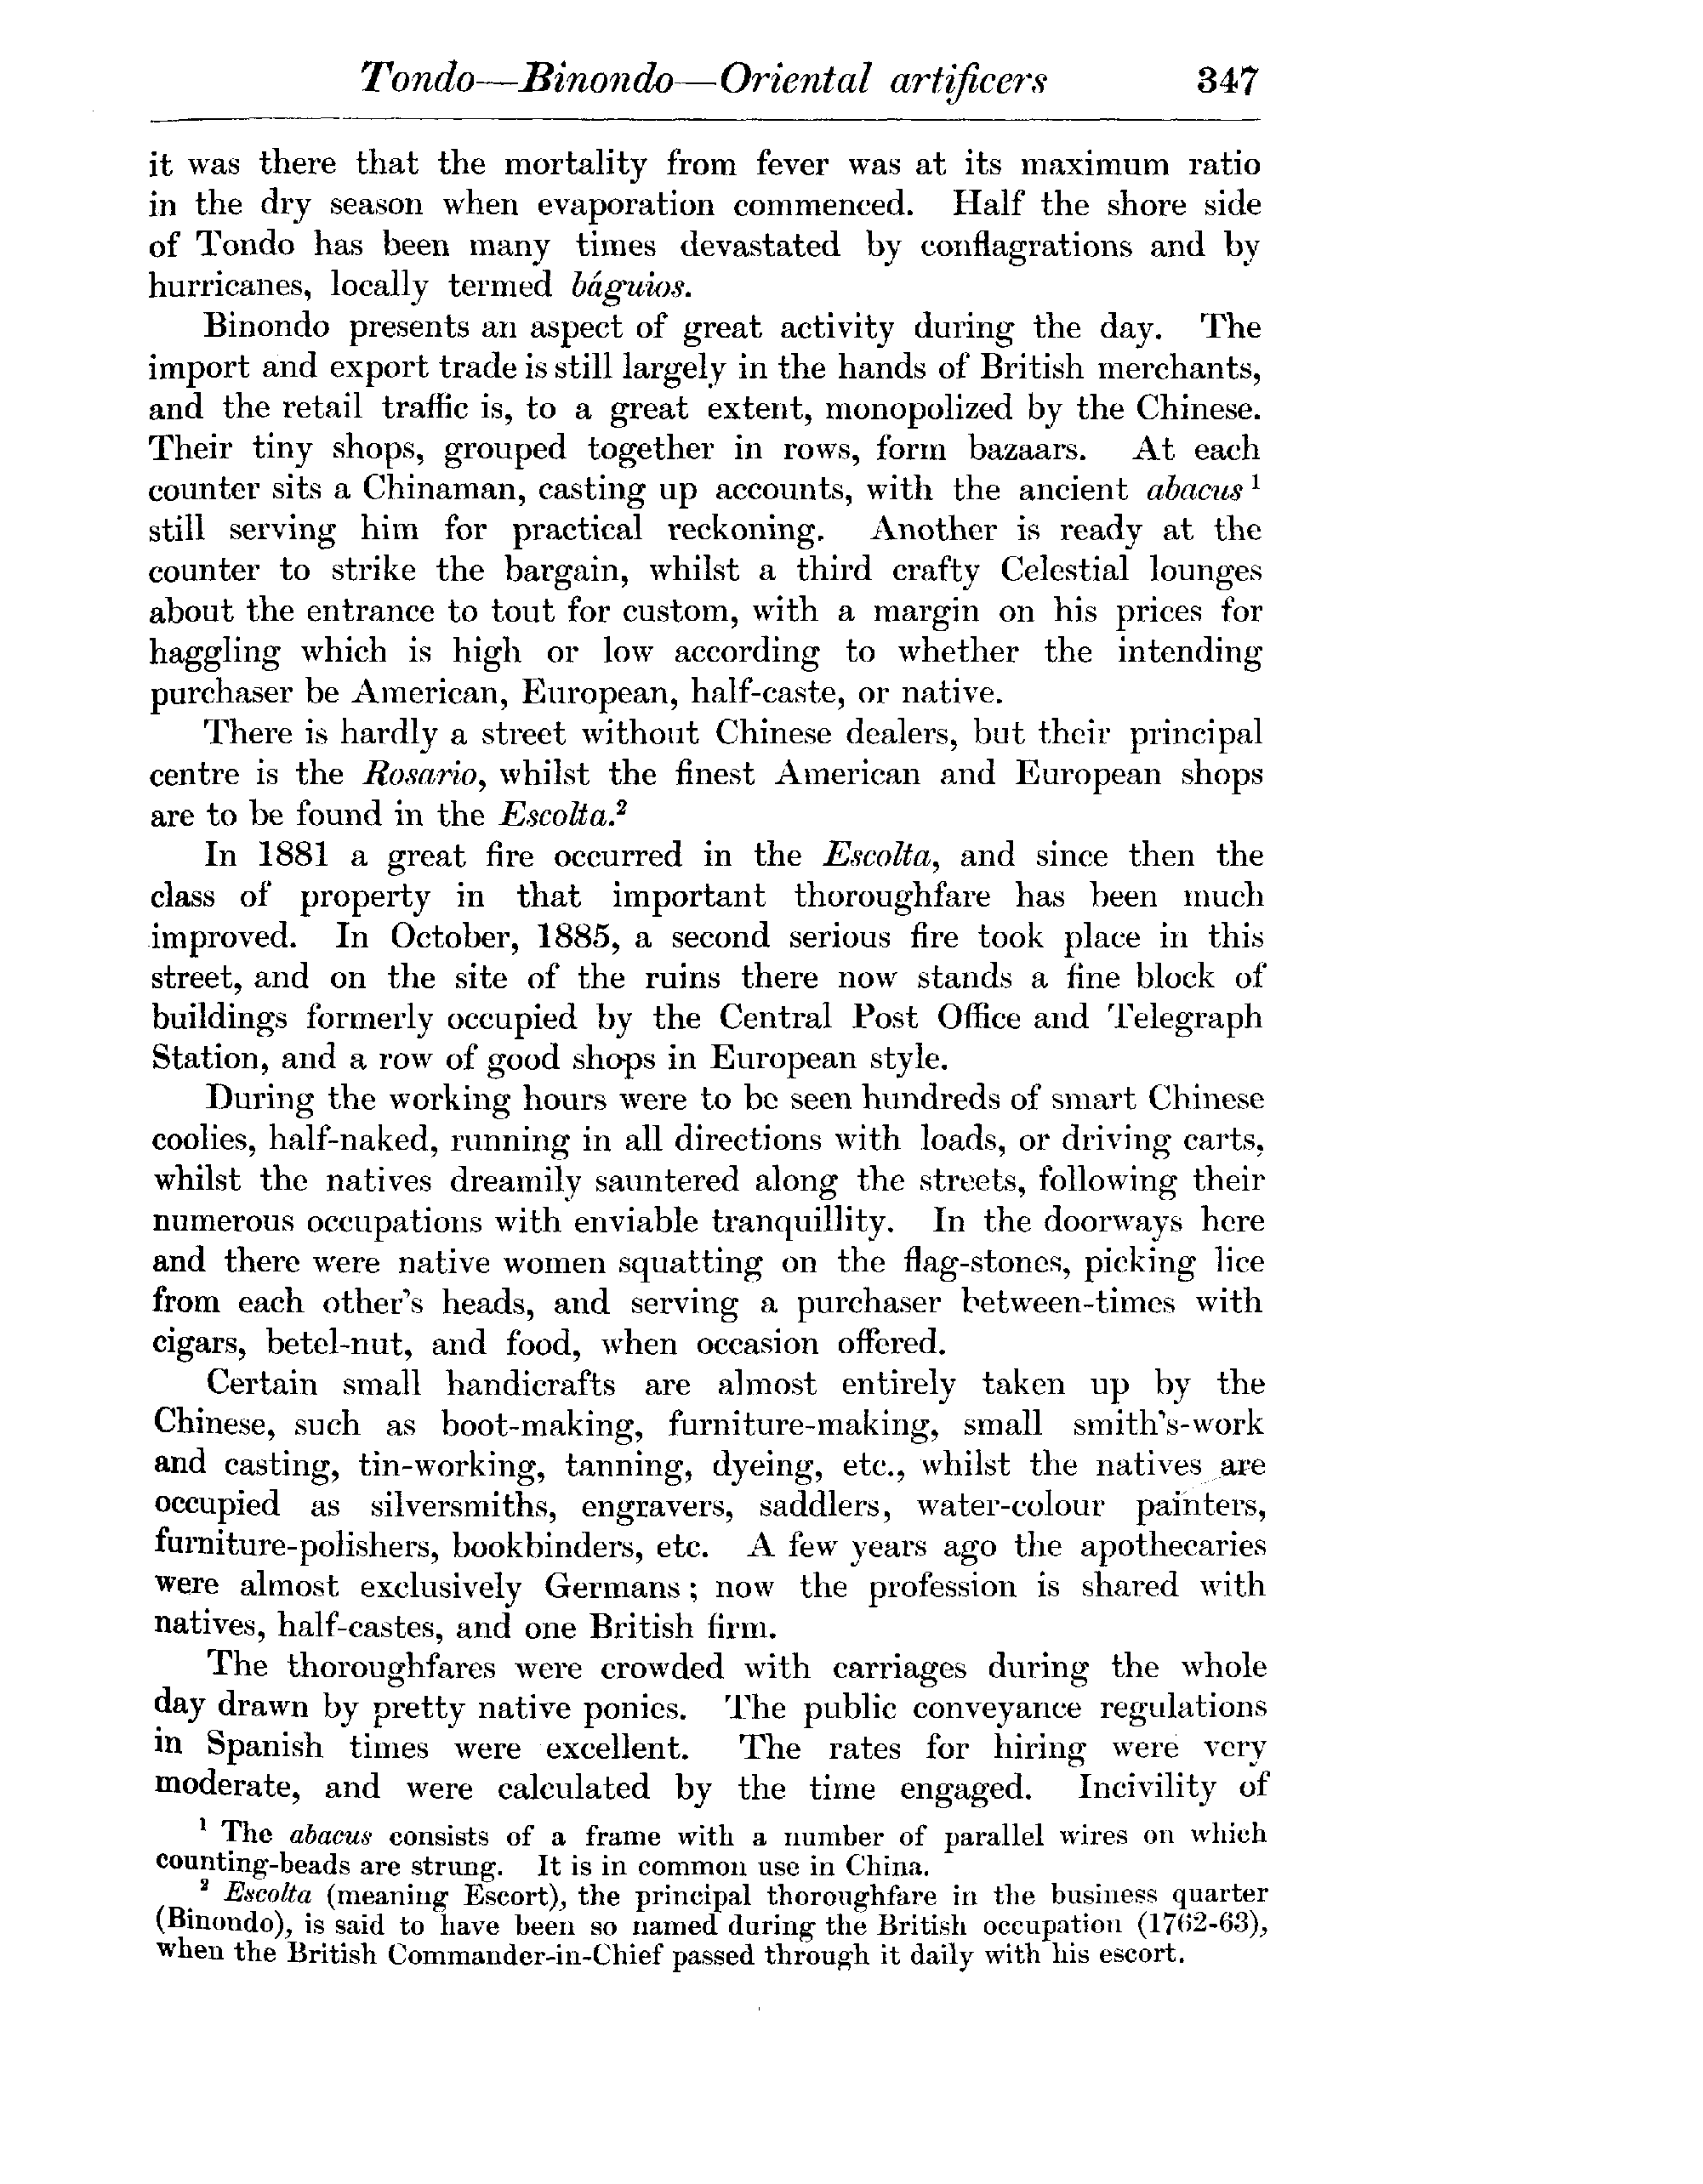 Tondo—Binondo—Oriental artificers 347
it was there that the mortality from fever was at its maximum ratio
in the dry season when evaporation commenced. Half the shore side
of Tondo has been many times devastated by conflagrations and by
hurricanes, locally termed báguios.
Binondo presents an aspect of great activity during the day. The
import and export trade is still largely in the hands of British merchants,
and the retail traffic is, to a great extent, monopolized by the Chinese.
Their tiny shops, grouped together in rows, form bazaars. At each
counter sits a Chinaman, casting up accounts, with the ancient abacus ¹
still serving him for practical reckoning. Another is ready at the
counter to strike the bargain, whilst a third crafty Celestial lounges
about the entrance to tout for custom, with a margin on his prices for
haggling which is high or low according to whether the intending
purchaser be American, European, half-caste, or native.
There is hardly a street without Chinese dealers, but their principal
centre is the Rosario, whilst the finest American and European shops
are to be found in the Escolta.²
In 1881 a great fire occurred in the Escolta, and since then the
class of property in that important thoroughfare has been much
improved. In October, 1885, a second serious fire took place in this
street, and on the site of the ruins there now stands a fine block of
buildings formerly occupied by the Central Post Office and Telegraph
Station, and a row of good shops in European style.
During the working hours were to be seen hundreds of smart Chinese
coolies, half-naked, running in all directions with loads, or driving carts,
whilst the natives dreamily sauntered along the streets, following their
numerous occupations with enviable tranquillity. In the doorways here
and there were native women squatting on the flag-stones, picking lice
from each other's heads, and serving a purchaser between-times with
cigars, betel-nut, and food, when occasion offered.
Certain small handicrafts are almost entirely taken up by the
Chinese, such as boot-making, furniture-making, small smith's-work
and casting, tin-working, tanning, dyeing, etc., whilst the natives are
occupied as silversmiths, engravers, saddlers, water-colour painters,
furniture-polishers, bookbinders, etc. A few years ago the apothecaries
were almost exclusively Germans; now the profession is shared with
natives, half-castes, and one British firm.
The thoroughfares were crowded with carriages during the whole
day drawn by pretty native ponies. The public conveyance regulations
in Spanish times were excellent. The rates for hiring were very
moderate, and were calculated by the time engaged. Incivility of
¹ The abacus consists of a frame with a number of parallel wires on which
counting-beads are strung. It is in common use in China.
² Escolta (meaning Escort), the principal thoroughfare in the business quarter
(Binondo), is said to have been so named during the British occupation (1762-63),
when the British Commander-in-Chief passed through it daily with his escort.